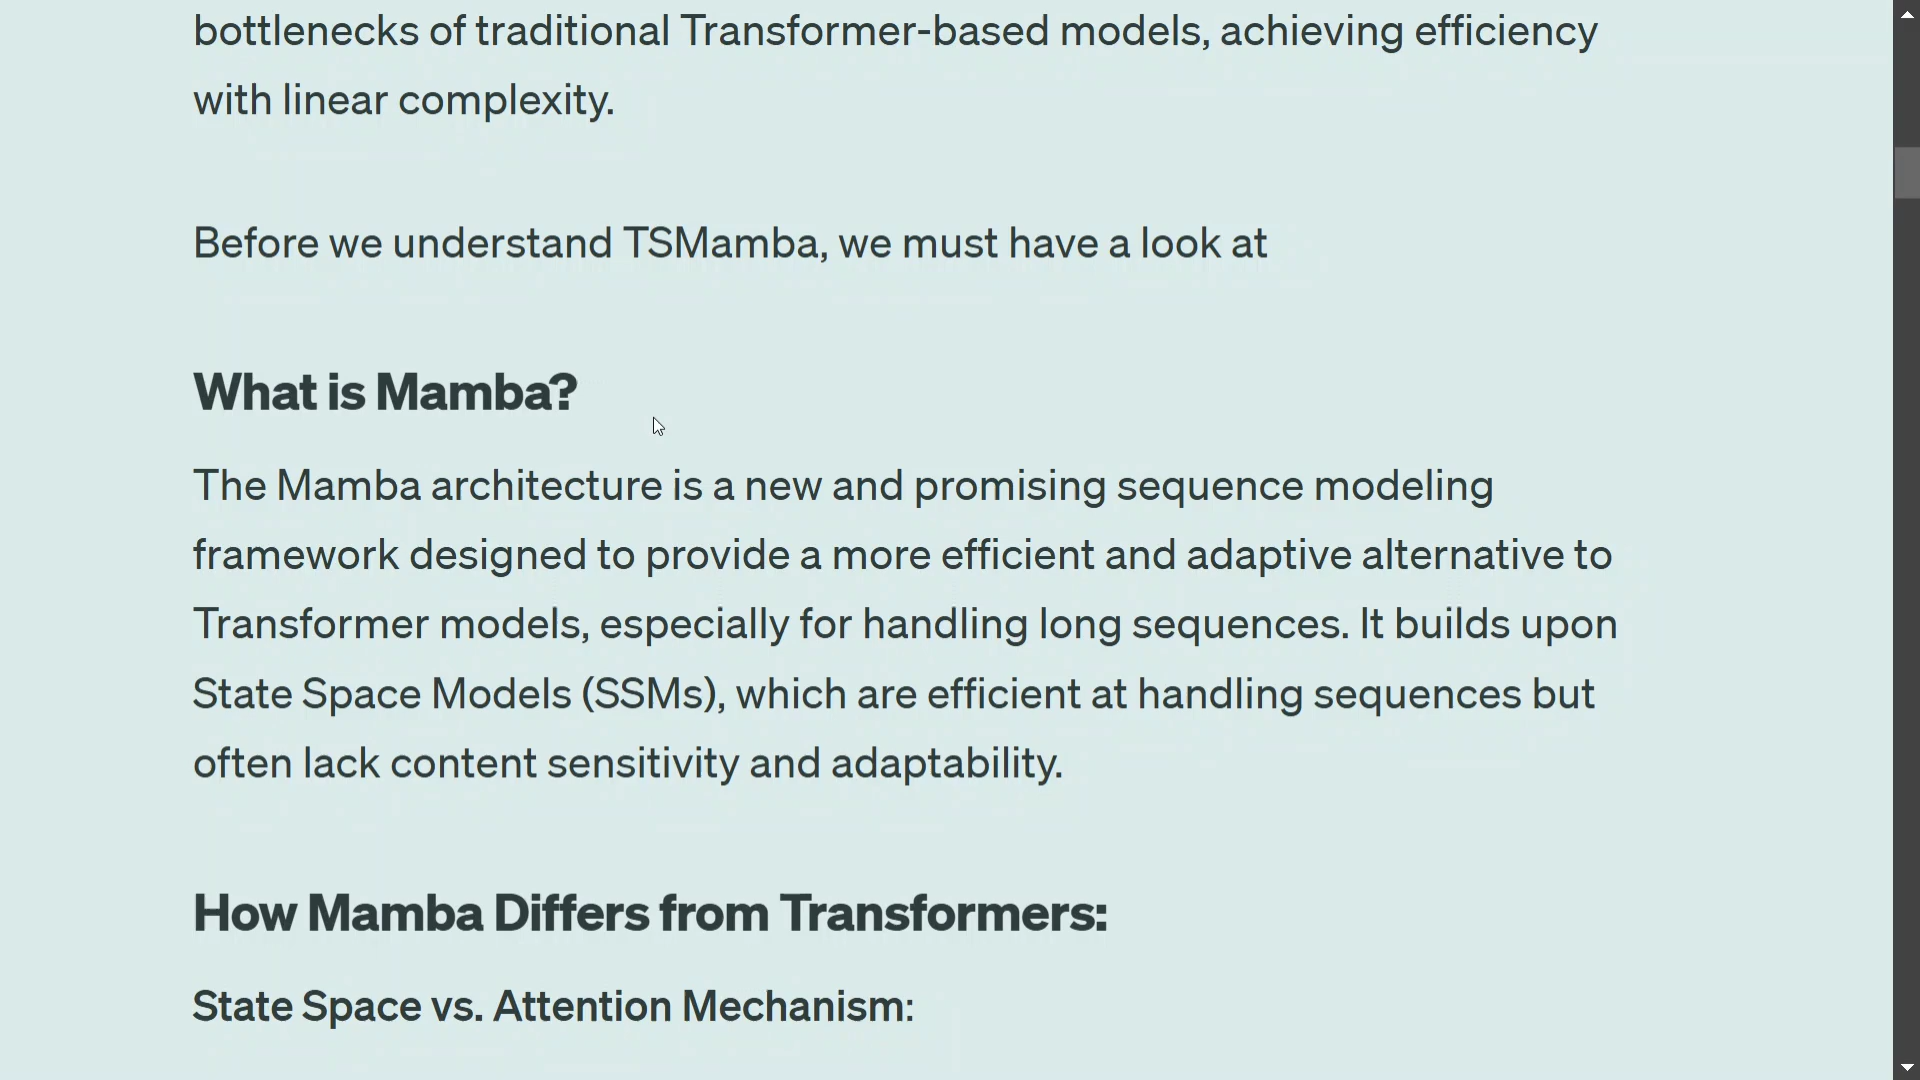 bottlenecks of traditional Transformer-based models, achieving efficiency
with linear complexity.
Before we understand TSMamba, we must have a look at
What is Mamba?
The Mamba architecture is a new and promising sequence modeling
framework designed to provide a more efficient and adaptive alternative to
Transformer models, especially for handling long sequences. It builds upon
State Space Models (SSMs), which are efficient at handling sequences but
often lack content sensitivity and adaptability.
How Mamba Differs from Transformers:
State Space vs. Attention Mechanism: